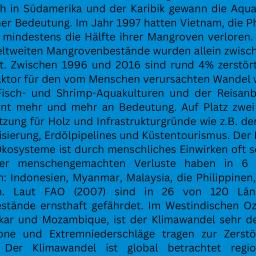 h in Südamerika und der Karibik gewann die Aqua
er Bedeutung. Im Jahr 1997 hatten Vietnam, die Ph
mindestens die Hälfte ihrer Mangroven verloren.
eltweiten Mangrovenbestände wurden allein zwisch
t. Zwischen 1996 und 2016 sind rund 4% zerstört
aktor für den vom Menschen verursachten Wandel w
Fisch- und Shrimp-Aquakulturen und der Reisanb
nt mehr und mehr an Bedeutung. Auf Platz zwei
tzung für Holz und Infrastrukturgründe wie z.B. der
isierung, Erdölpipelines und Küstentourismus. Der
Ökosysteme ist durch menschliches Einwirken oft se
er menschengemachten Verluste haben in 6
n: Indonesien, Myanmar, Malaysia, die Philippinen,
n. Laut FAO (2007) sind in 26 von 120 Län
estände ernsthaft gefährdet. Im Westindischen Oz
kar und Mozambique, ist der Klimawandel sehr de
one und Extremniederschläge tragen zur Zerstö
Der Klimawandel ist global betrachtet regio